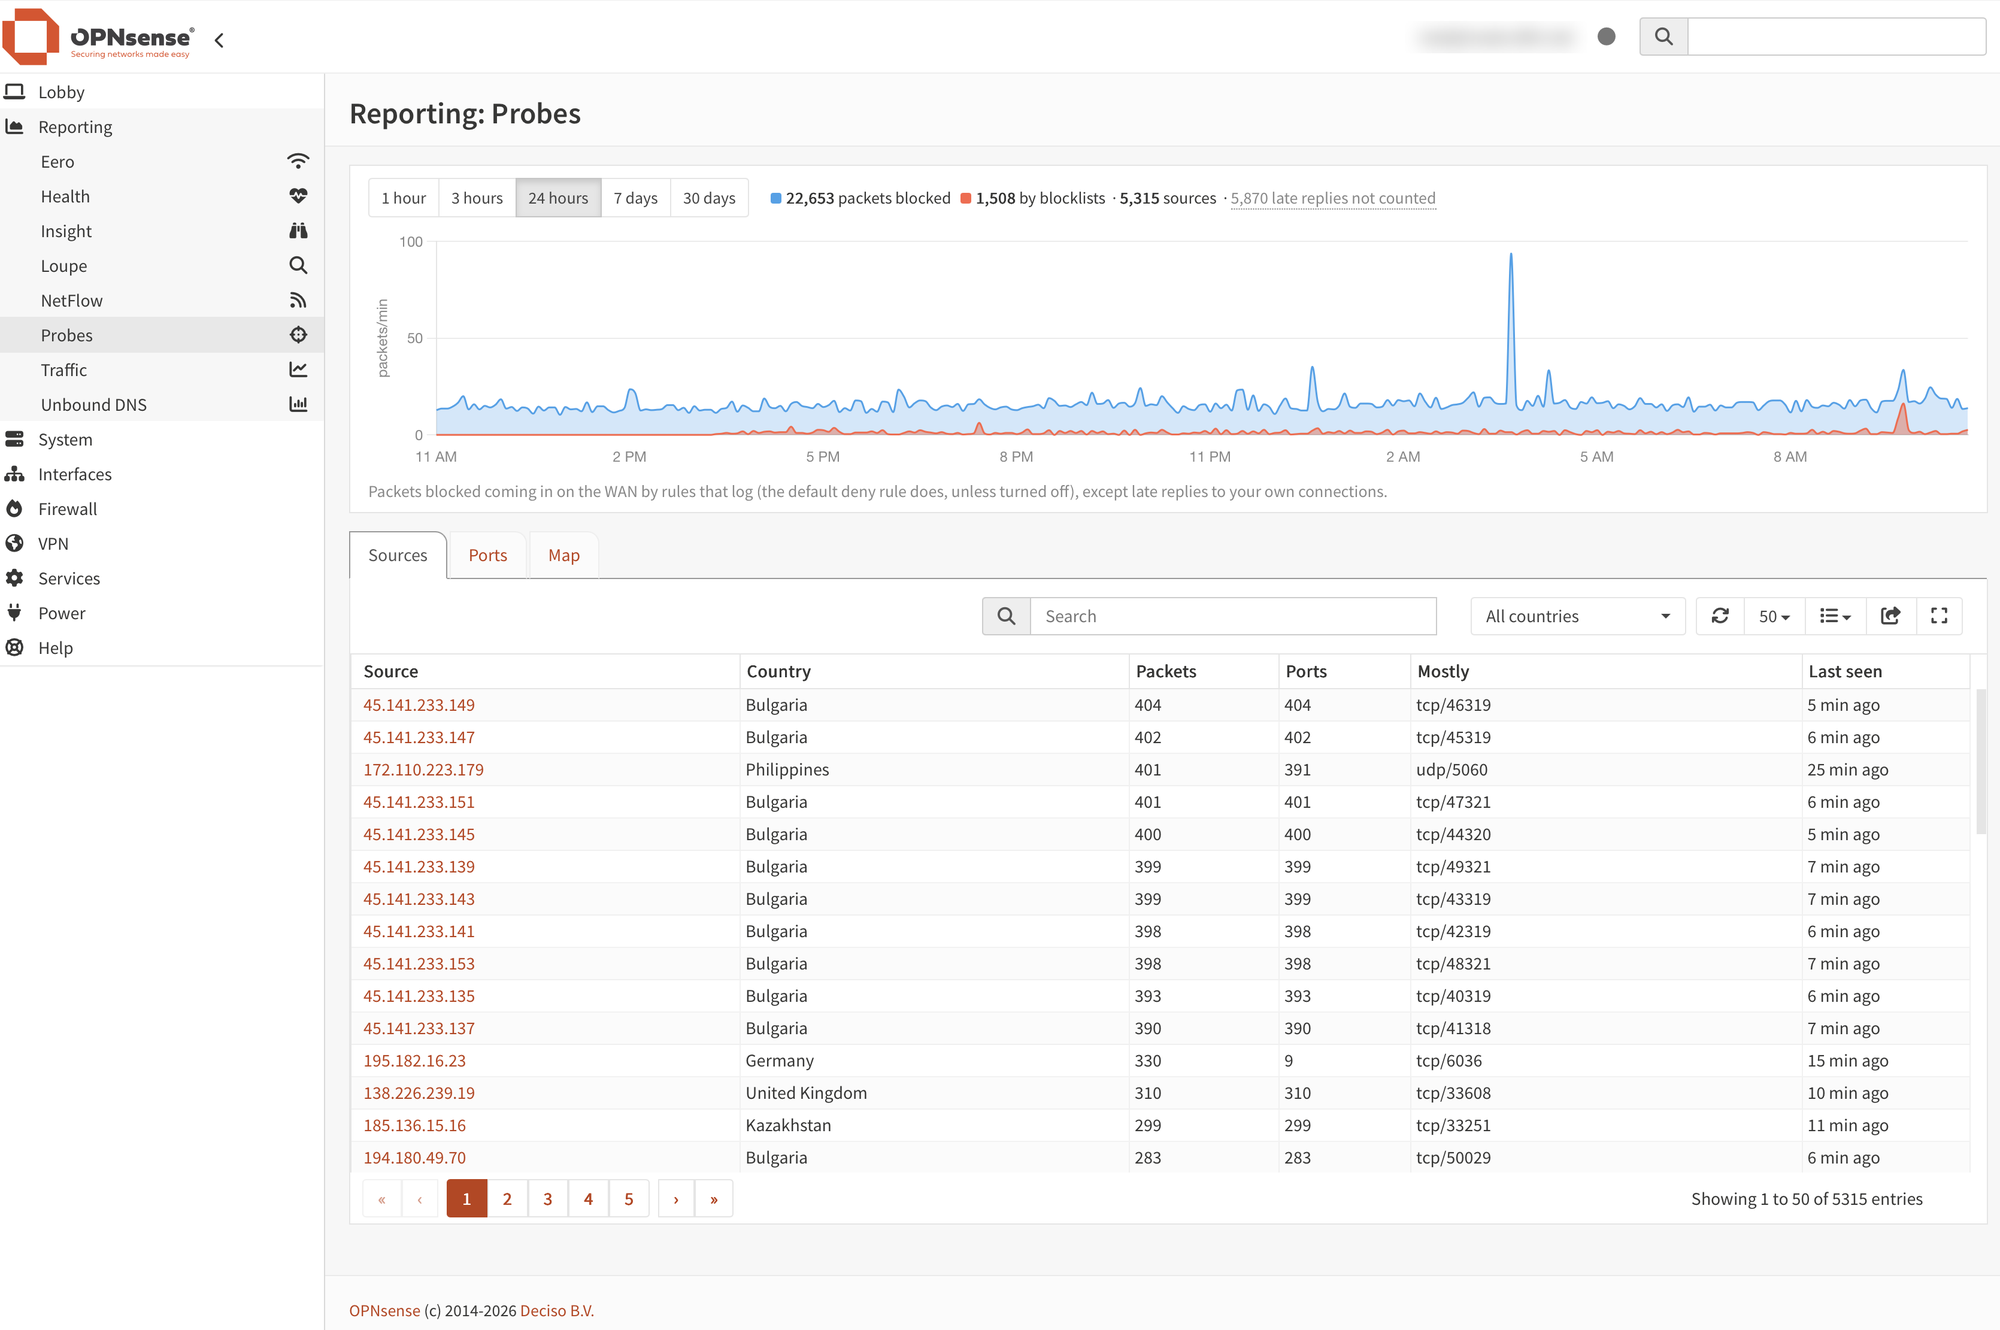 OPNsense®
Securing networks made easy
Lobby
Reporting
Eero
Health
Insight
Loupe
NetFlow
Probes
Traffic
Unbound DNS
System
Interfaces
Firewall
VPN
Services
Power
Help
Reporting: Probes
1 hour 3 hours 24 hours 7 days 30 days 22,653 packets blocked 1,508 by blocklists · 5,315 sources · 5,870 late replies not counted
packets/min
100
50
0
11 AM 2 PM 5 PM 8 PM 11 PM 2 AM 5 AM 8 AM
Packets blocked coming in on the WAN by rules that log (the default deny rule does, unless turned off), except late replies to your own connections.
Sources Ports Map
Search All countries 50
Source Country Packets Ports Mostly Last seen
45.141.233.149 Bulgaria 404 404 tcp/46319 5 min ago
45.141.233.147 Bulgaria 402 402 tcp/45319 6 min ago
172.110.223.179 Philippines 401 391 udp/5060 25 min ago
45.141.233.151 Bulgaria 401 401 tcp/47321 6 min ago
45.141.233.145 Bulgaria 400 400 tcp/44320 5 min ago
45.141.233.139 Bulgaria 399 399 tcp/49321 7 min ago
45.141.233.143 Bulgaria 399 399 tcp/43319 7 min ago
45.141.233.141 Bulgaria 398 398 tcp/42319 6 min ago
45.141.233.153 Bulgaria 398 398 tcp/48321 7 min ago
45.141.233.135 Bulgaria 393 393 tcp/40319 6 min ago
45.141.233.137 Bulgaria 390 390 tcp/41318 7 min ago
195.182.16.23 Germany 330 9 tcp/6036 15 min ago
138.226.239.19 United Kingdom 310 310 tcp/33608 10 min ago
185.136.15.16 Kazakhstan 299 299 tcp/33251 11 min ago
194.180.49.70 Bulgaria 283 283 tcp/50029 6 min ago
« ‹ 1 2 3 4 5 › » Showing 1 to 50 of 5315 entries
OPNsense (c) 2014-2026 Deciso B.V.